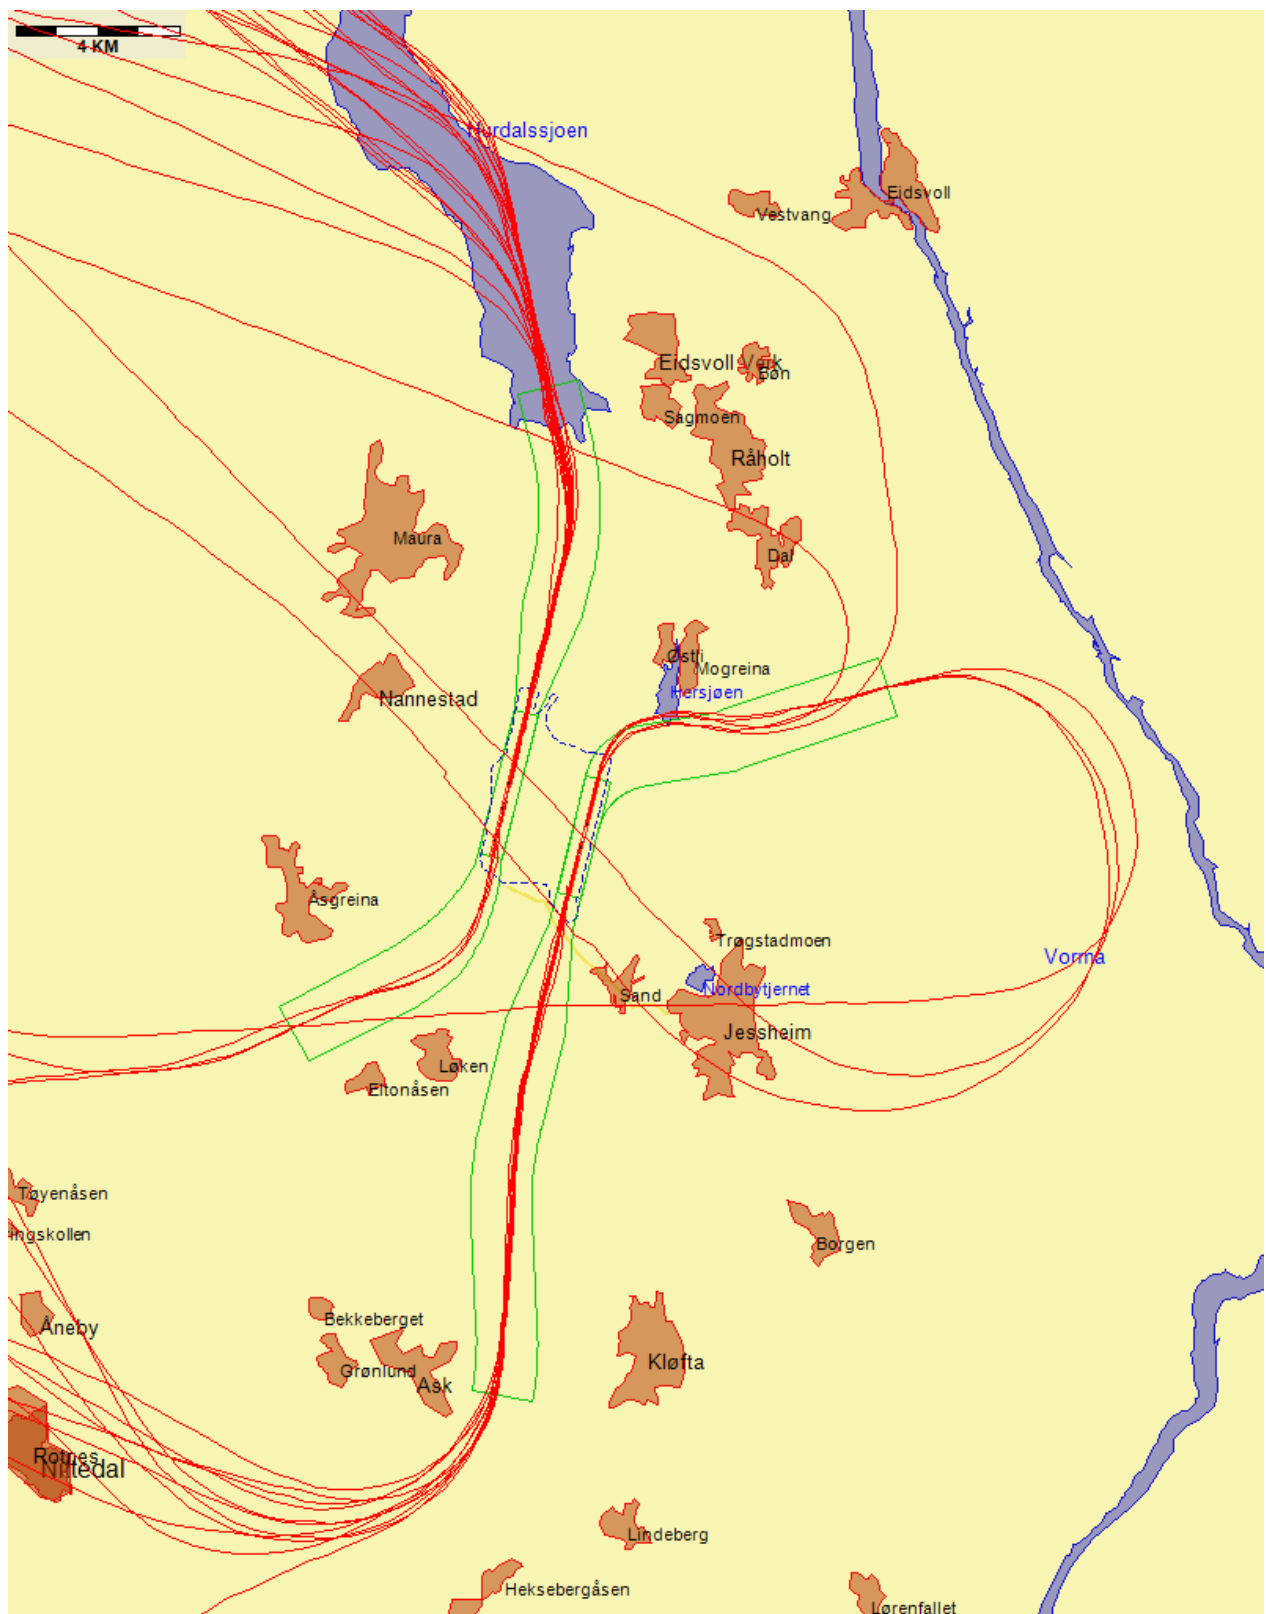 4 KM
Hurdalssjoen
Eidsvoll
Vestvang
Eidsvoll Verk
Bøn
Sagmoen
Råholt
Maura
Dal
Østli
Mogreina
Nannestad
Hersjøen
Åsgreina
Trøgstadmoen
Vorma
Sand
Nordbytjernet
Jessheim
Løken
Eltonåsen
Tøyenåsen
ingskollen
Borgen
Bekkeberget
Åneby
Kløfta
Grønlund
Ask
Rotnes
Nittedal
Lindeberg
Heksebergåsen
Lørenfallet